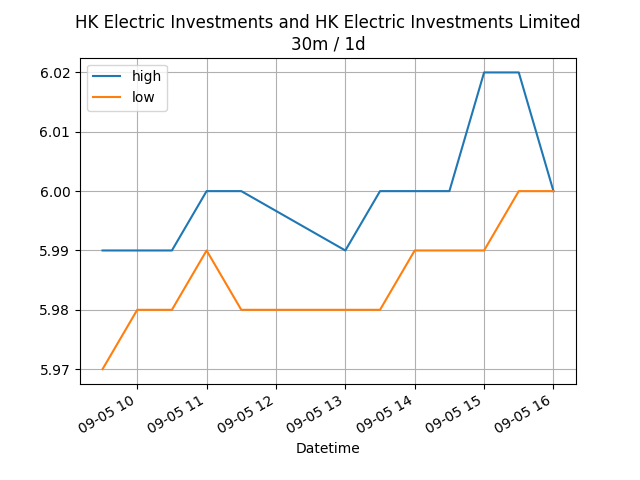 HK Electric Investments and HK Electric Investments Limited
30m / 1d
high
low
6.02
6.01
6.00
5.99
5.98
5.97
09-05 10
09-05 11
09-05 12
09-05 13
09-05 14
09-05 15
09-05 16
Datetime